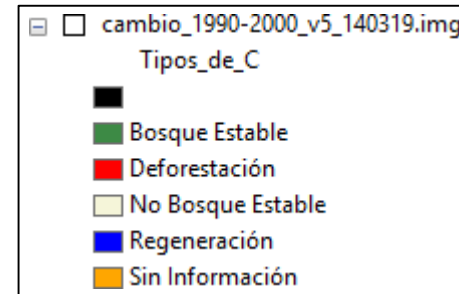 cambio_1990-2000_v5_140319.img
Tipos_de_C
Bosque Estable
Deforestación
No Bosque Estable
Regeneración
Sin Información